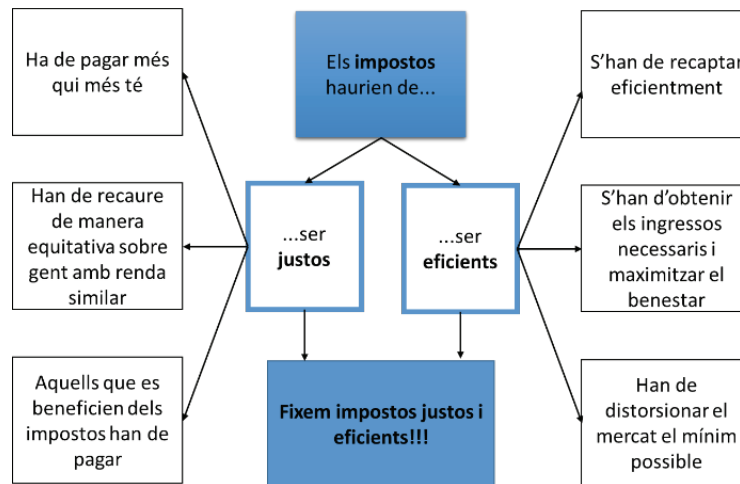 Els impostos
haurien de...
Ha de pagar més
qui més té
S'han de recaptar
eficientment
Han de recaure
de manera
equitativa sobre
gent amb renda
similar
...ser
justos
...ser
eficients
S'han d'obtenir
els ingressos
necessaris i
maximitzar el
benestar
Aquells que es
beneficien dels
impostos han de
pagar
Fixem impostos justos i
eficients!!!
Han de
distorsionar el
mercat el mínim
possible